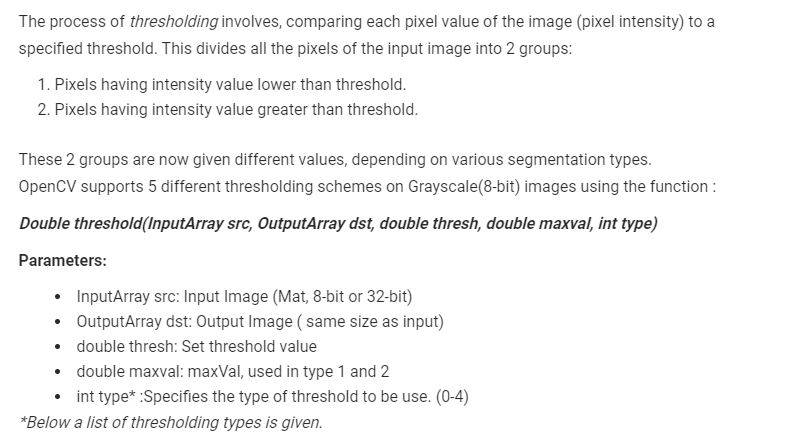 The process of thresholding involves, comparing each pixel value of the image (pixel intensity) to a
specified threshold. This divides all the pixels of the input image into 2 groups:
1. Pixels having intensity value lower than threshold.
2. Pixels having intensity value greater than threshold.
These 2 groups are now given different values, depending on various segmentation types.
OpenCV supports 5 different thresholding schemes on Grayscale(8-bit) images using the function :
Double threshold(InputArray src, OutputArray dst, double thresh, double maxval, int type)
Parameters:
• InputArray src: Input Image (Mat, 8-bit or 32-bit)
• OutputArray dst: Output Image ( same size as input)
• double thresh: Set threshold value
• double maxval: maxVal, used in type 1 and 2
• int type* :Specifies the type of threshold to be use. (0-4)
*Below a list of thresholding types is given.